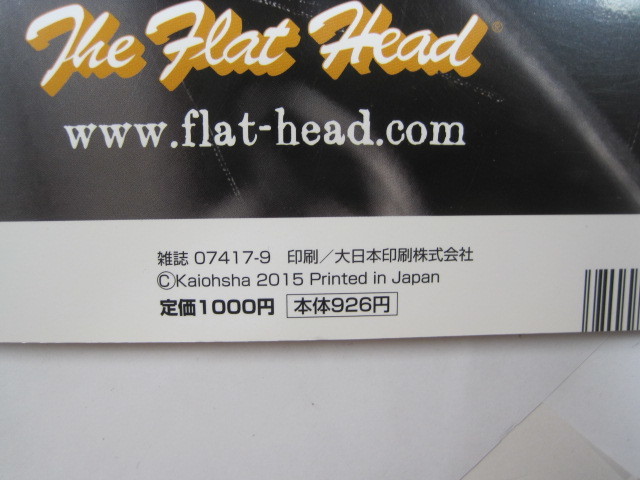 The Flat Head®
www.flat-head.com
雑誌 07417-9 印刷／大日本印刷株式会社
©Kaiohsha 2015 Printed in Japan
定価1000円 本体926円